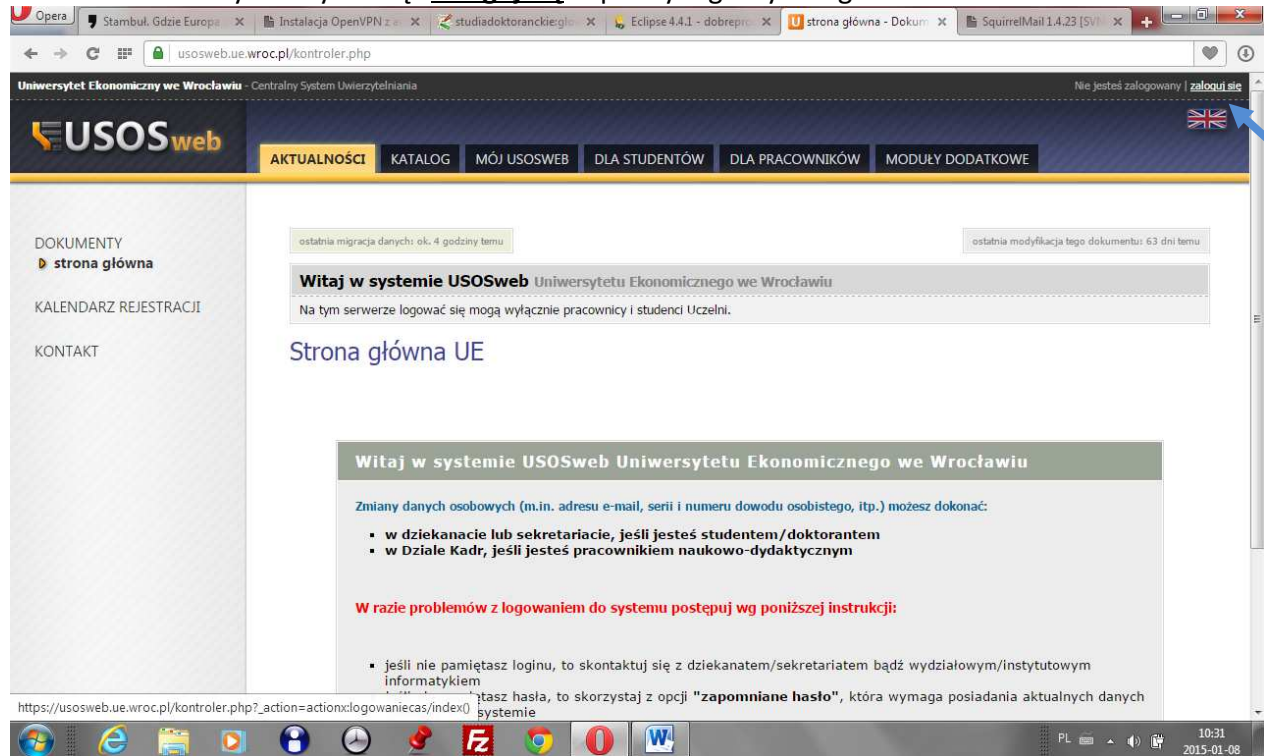 Opera
Stambuł. Gdzie Europa
Instalacja OpenVPN z
studiadoktoranckie:glow
Eclipse 4.4.1 - dobrepro
strona główna - Dokum
SquirrelMail 1.4.23 [SVN
usosweb.ue.wroc.pl/kontroler.php
Uniwersytet Ekonomiczny we Wrocławiu - Centralny System Uwierzytelniania
Nie jesteś zalogowany | zaloguj się
USOSweb
AKTUALNOŚCI KATALOG MÓJ USOSWEB DLA STUDENTÓW DLA PRACOWNIKÓW MODUŁY DODATKOWE
DOKUMENTY
strona główna
KALENDARZ REJESTRACJI
KONTAKT
ostatnia migracja danych: ok. 4 godziny temu
ostatnia modyfikacja tego dokumentu: 63 dni temu
Witaj w systemie USOSweb Uniwersytetu Ekonomicznego we Wrocławiu
Na tym serwerze logować się mogą wyłącznie pracownicy i studenci Uczelni.
Strona główna UE
Witaj w systemie USOSweb Uniwersytetu Ekonomicznego we Wrocławiu
Zmiany danych osobowych (m.in. adresu e-mail, serii i numeru dowodu osobistego, itp.) możesz dokonać:
▪ w dziekanacie lub sekretariacie, jeśli jesteś studentem/doktorantem
▪ w Dziale Kadr, jeśli jesteś pracownikiem naukowo-dydaktycznym
W razie problemów z logowaniem do systemu postępuj wg poniższej instrukcji:
▪ jeśli nie pamiętasz loginu, to skontaktuj się z dziekanatem/sekretariatem bądź wydziałowym/instytutowym
informatykiem
hasła, to skorzystaj z opcji "zapomniane hasło", która wymaga posiadania aktualnych danych
systemie
https://usosweb.ue.wroc.pl/kontroler.php?_action=actionx:logowaniecas/index()
PL
10:31
2015-01-08